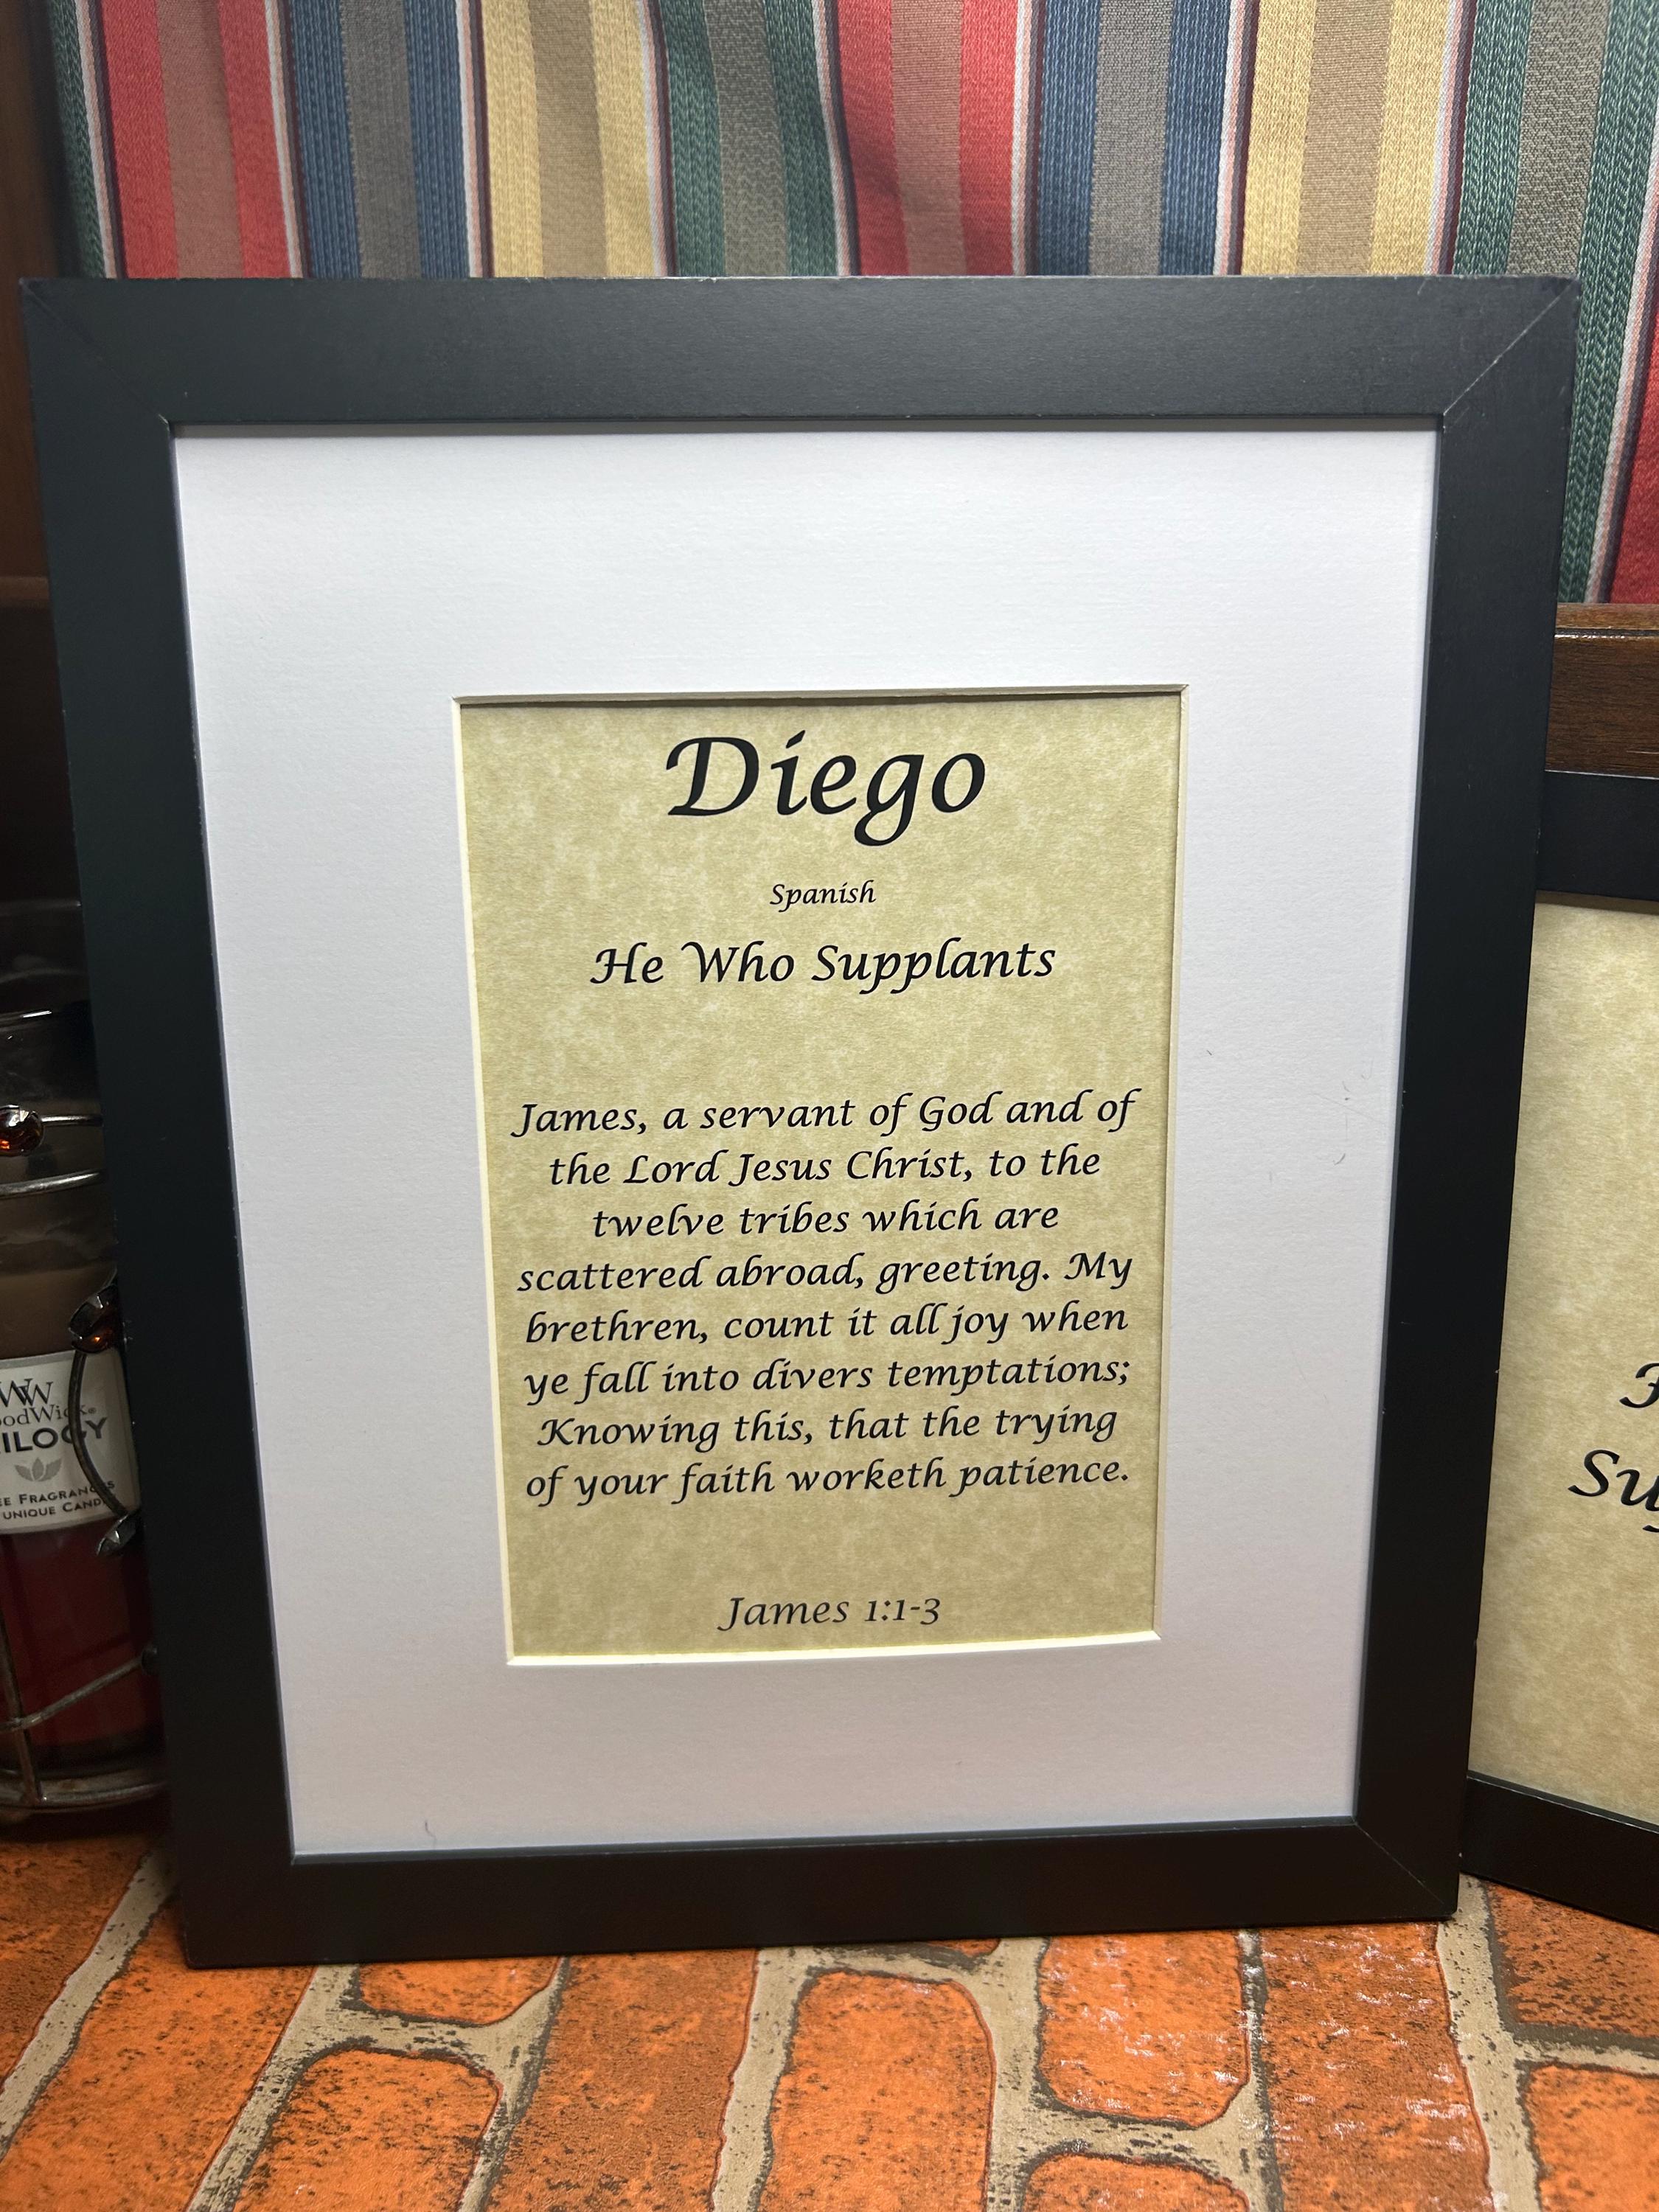 Diego
Spanish
He Who Supplants
James, a servant of God and of
the Lord Jesus Christ, to the
twelve tribes which are
scattered abroad, greeting. My
brethren, count it all joy when
ye fall into divers temptations;
Knowing this, that the trying
of your faith worketh patience.
James 1:1-3
WW